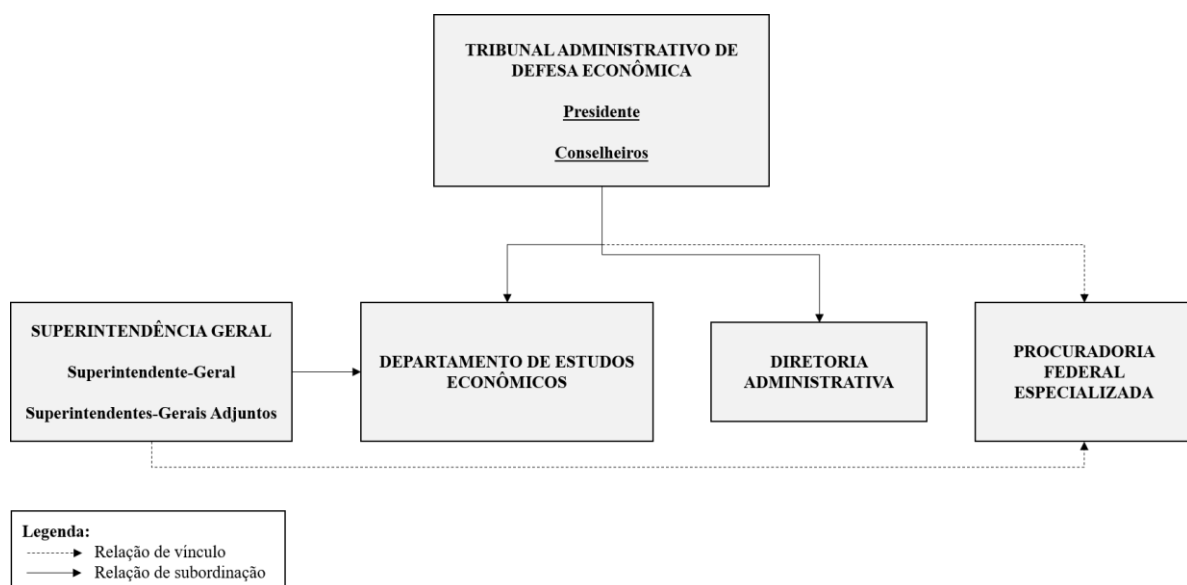 TRIBUNAL ADMINISTRATIVO DE
DEFESA ECONÔMICA
Presidente
Conselheiros
SUPERINTENDÊNCIA GERAL
Superintendente-Geral
Superintendentes-Gerais Adjuntos
DEPARTAMENTO DE ESTUDOS
ECONÔMICOS
DIRETORIA
ADMINISTRATIVA
PROCURADORIA
FEDERAL
ESPECIALIZADA
Legenda:
Relação de vínculo
Relação de subordinação